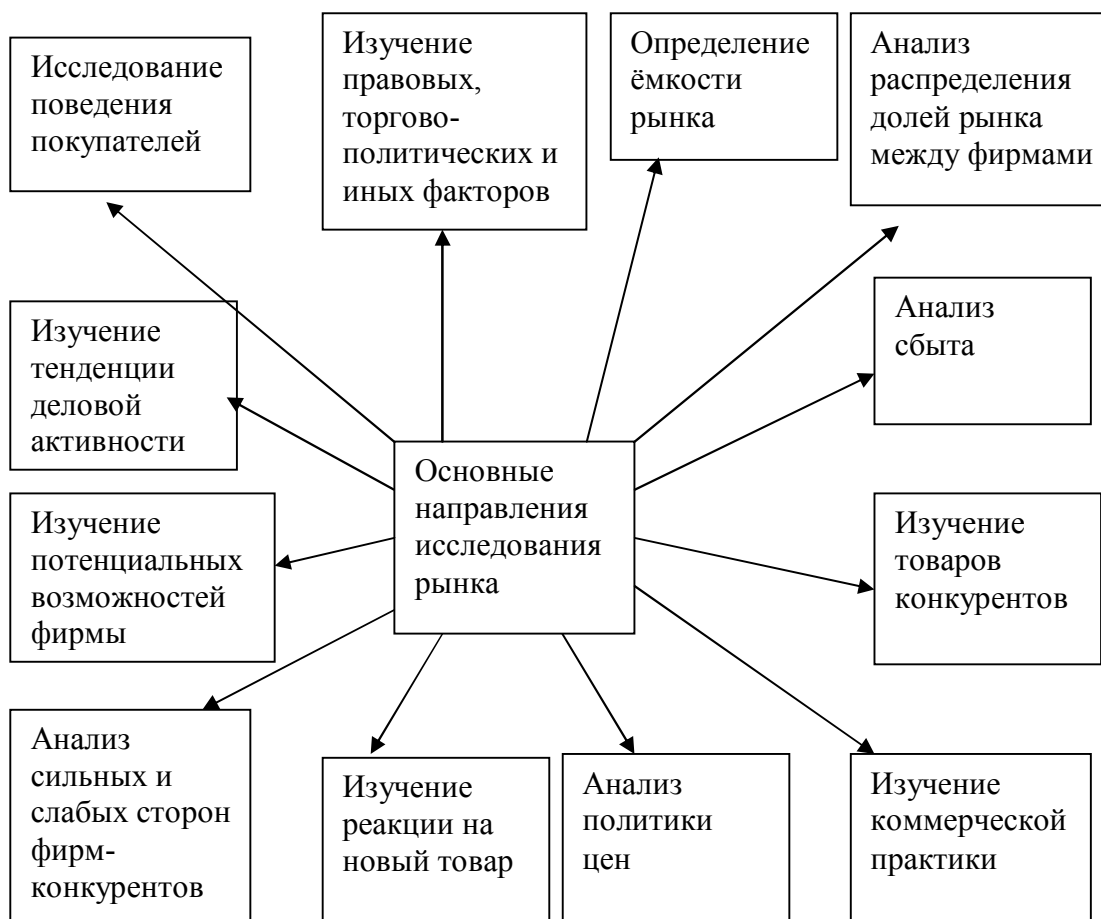 Исследование
поведения
покупателей
Изучение
правовых,
торгово-
политических и
иных факторов
Определение
ёмкости
рынка
Анализ
распределения
долей рынка
между фирмами
Изучение
тенденции
деловой
активности
Анализ
сбыта
Основные
направления
исследования
рынка
Изучение
потенциальных
возможностей
фирмы
Изучение
товаров
конкурентов
Анализ
сильных и
слабых сторон
фирм-
конкурентов
Изучение
реакции на
новый товар
Анализ
политики
цен
Изучение
коммерческой
практики